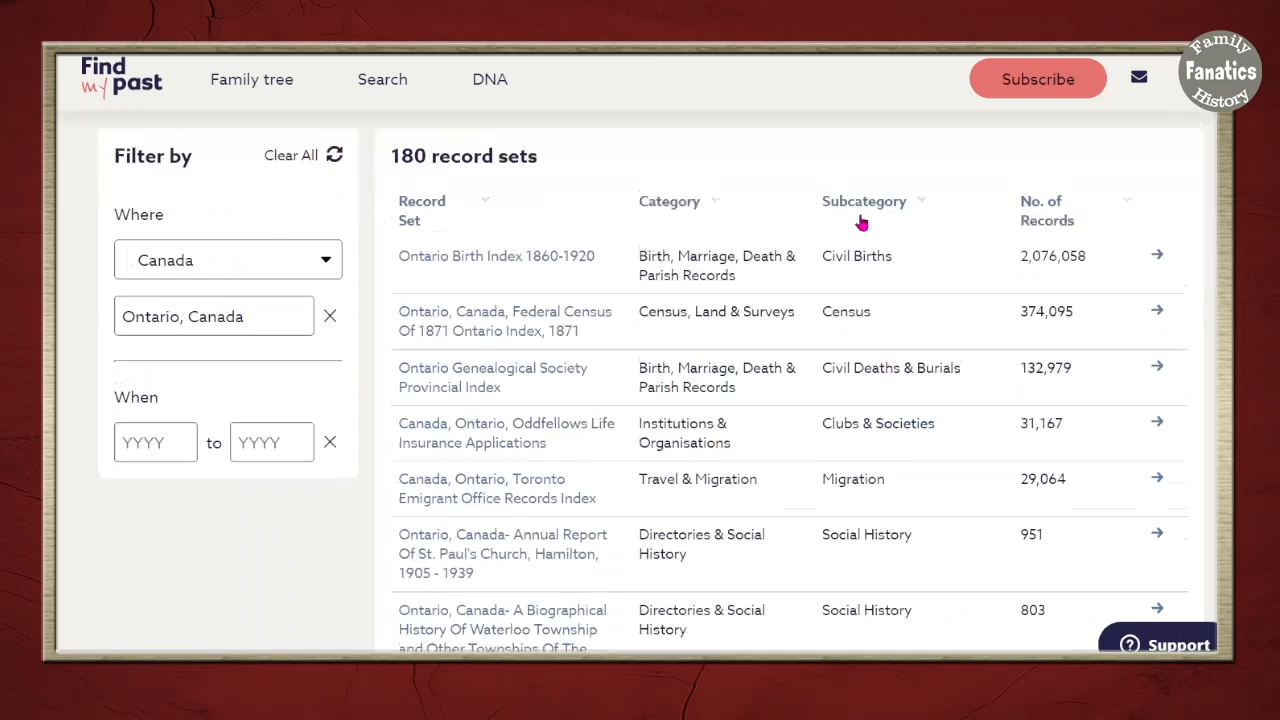 Find
my past
Family tree
Search
DNA
Subscribe
Family
Fanatics
History
Filter by
Clear All
Where
Canada
Ontario, Canada
When
YYYY
to
YYYY
180 record sets
Record
Set
Category
Subcategory
No. of
Records
Ontario Birth Index 1860-1920
Birth, Marriage, Death &
Parish Records
Civil Births
2,076,058
Ontario, Canada, Federal Census
Of 1871 Ontario Index, 1871
Census, Land & Surveys
Census
374,095
Ontario Genealogical Society
Provincial Index
Birth, Marriage, Death &
Parish Records
Civil Deaths & Burials
132,979
Canada, Ontario, Oddfellows Life
Insurance Applications
Institutions &
Organisations
Clubs & Societies
31,167
Canada, Ontario, Toronto
Emigrant Office Records Index
Travel & Migration
Migration
29,064
Ontario, Canada- Annual Report
Of St. Paul's Church, Hamilton,
1905 - 1939
Directories & Social
History
Social History
951
Ontario, Canada- A Biographical
History Of Waterloo Township
and Other Townships Of The
Directories & Social
History
Social History
803
Support